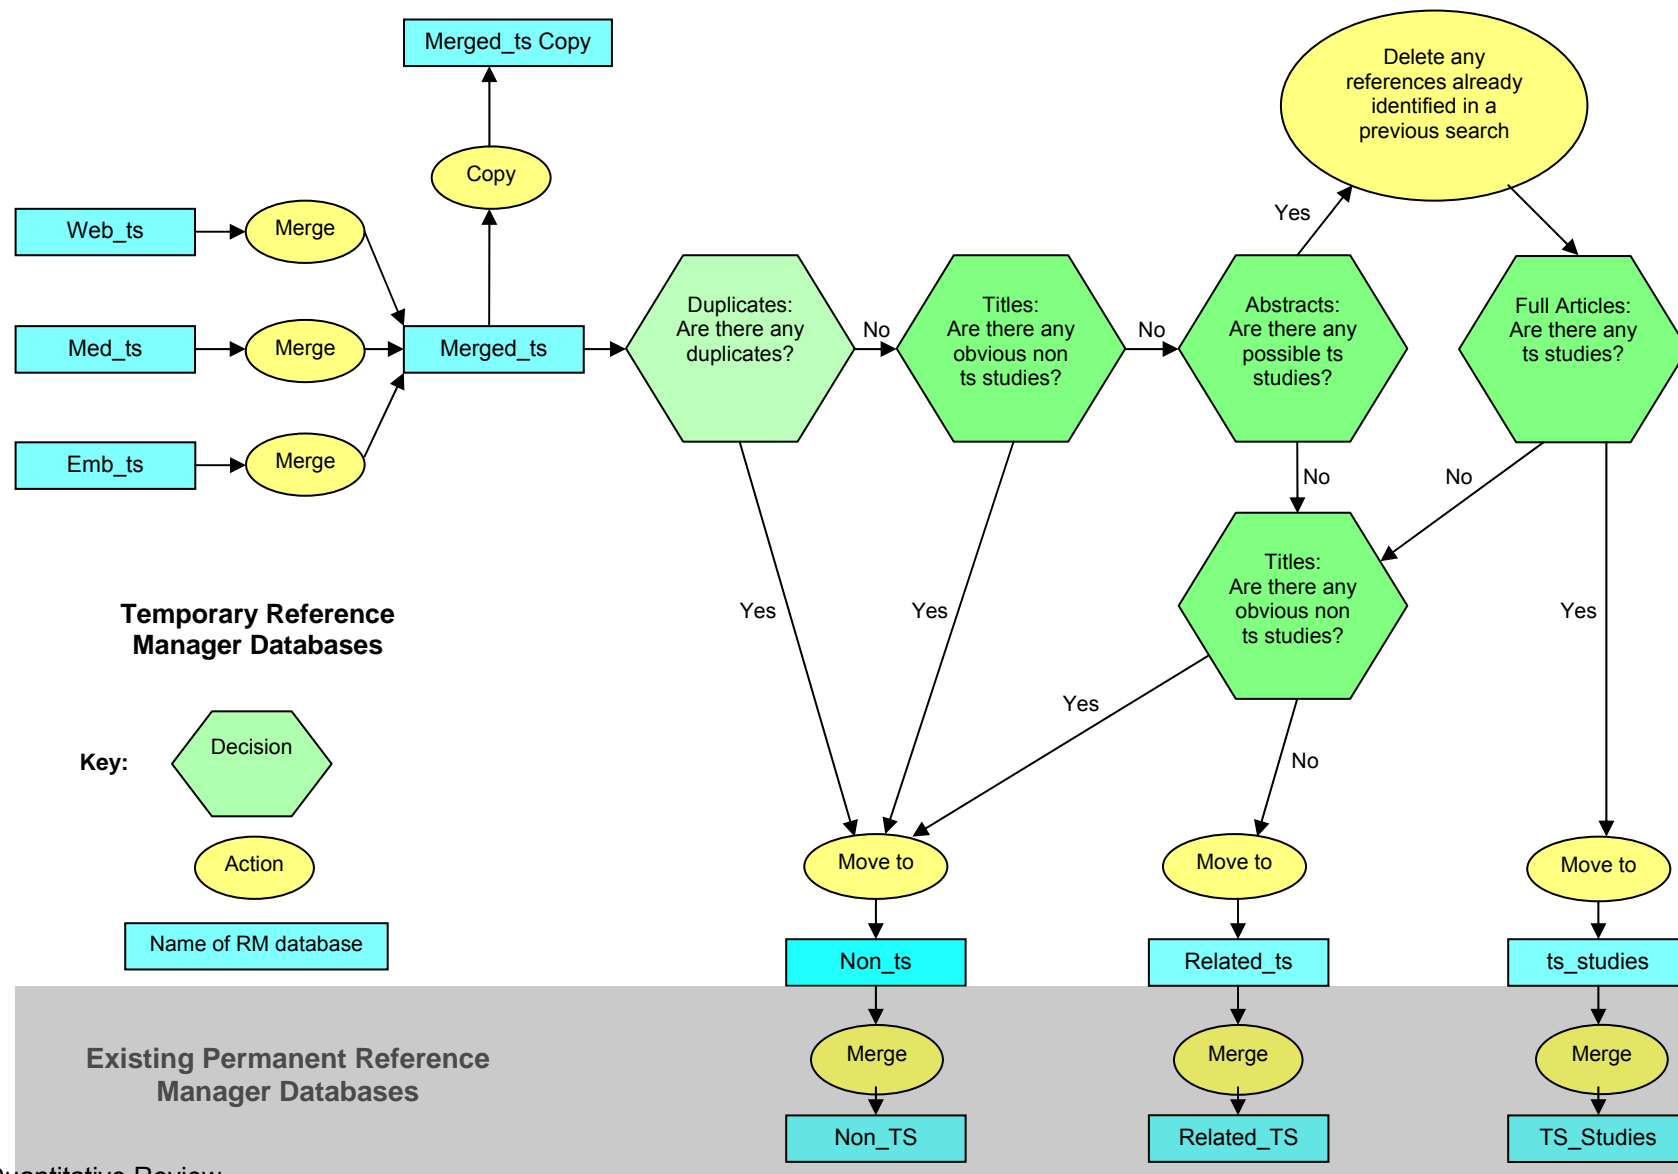 Merged_ts Copy
Delete any
references already
identified in a
previous search
Copy
Web_ts
Merge
Yes
Med_ts
Merge
Merged_ts
Duplicates:
Are there any
duplicates?
No
Titles:
Are there any
obvious non
ts studies?
No
Abstracts:
Are there any
possible ts
studies?
Full Articles:
Are there any
ts studies?
Emb_ts
Merge
No
No
Titles:
Are there any
obvious non
ts studies?
Temporary Reference
Manager Databases
Yes
Yes
Yes
Yes
No
Key:
Decision
Action
Name of RM database
Move to
Move to
Move to
Non_ts
Related_ts
ts_studies
Existing Permanent Reference
Manager Databases
Merge
Merge
Merge
Non_TS
Related_TS
TS_Studies
Review